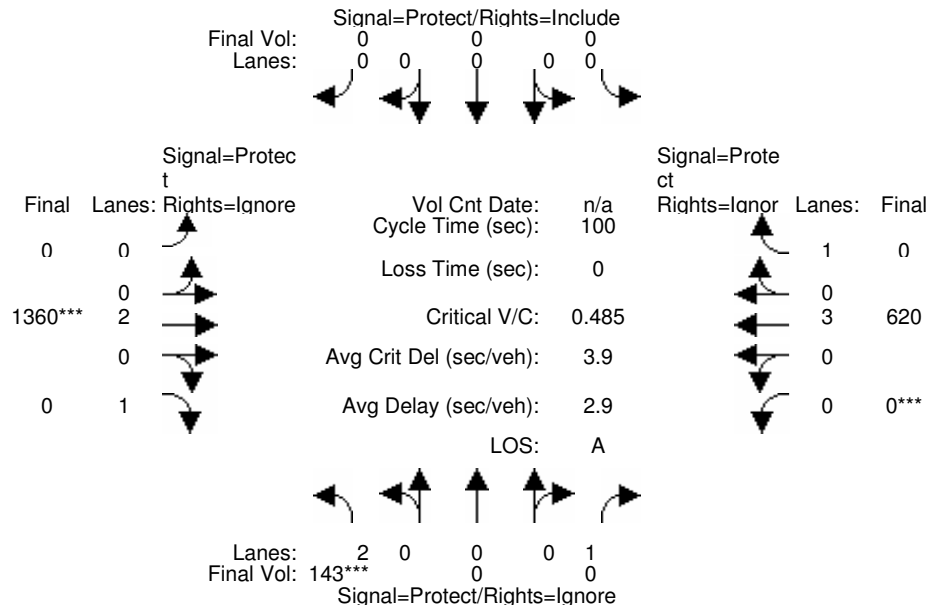 Signal=Protect/Rights=Include
Final Vol: 0 0 0
Lanes: 0 0 0 0 0
Signal=Protec
t
Rights=Ignore
Signal=Prote
ct
Rights=Ignor
Final Lanes:
Vol Cnt Date: n/a
Lanes: Final
Cycle Time (sec): 100
0 0
1 0
Loss Time (sec): 0
0
0
1360*** 2
Critical V/C: 0.485
3 620
0
Avg Crit Del (sec/veh): 3.9
0
0 1
Avg Delay (sec/veh): 2.9
0 0***
LOS: A
Lanes: 2 0 0 0 1
Final Vol: 143*** 0 0
Signal=Protect/Rights=Ignore